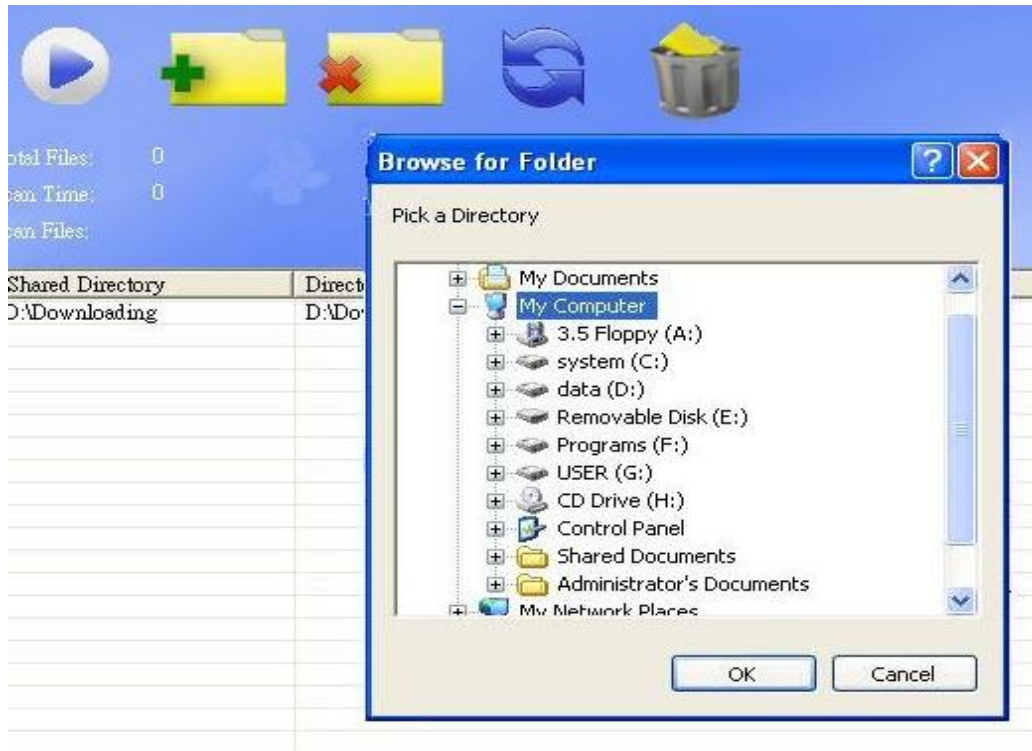 otal Files: 0
can Time: 0
can Files:
Shared Directory Direct
D:\Downloading D:\Do
Browse for Folder
Pick a Directory
My Documents
My Computer
3.5 Floppy (A:)
system (C:)
data (D:)
Removable Disk (E:)
Programs (F:)
USER (G:)
CD Drive (H:)
Control Panel
Shared Documents
Administrator's Documents
My Network Places
OK Cancel